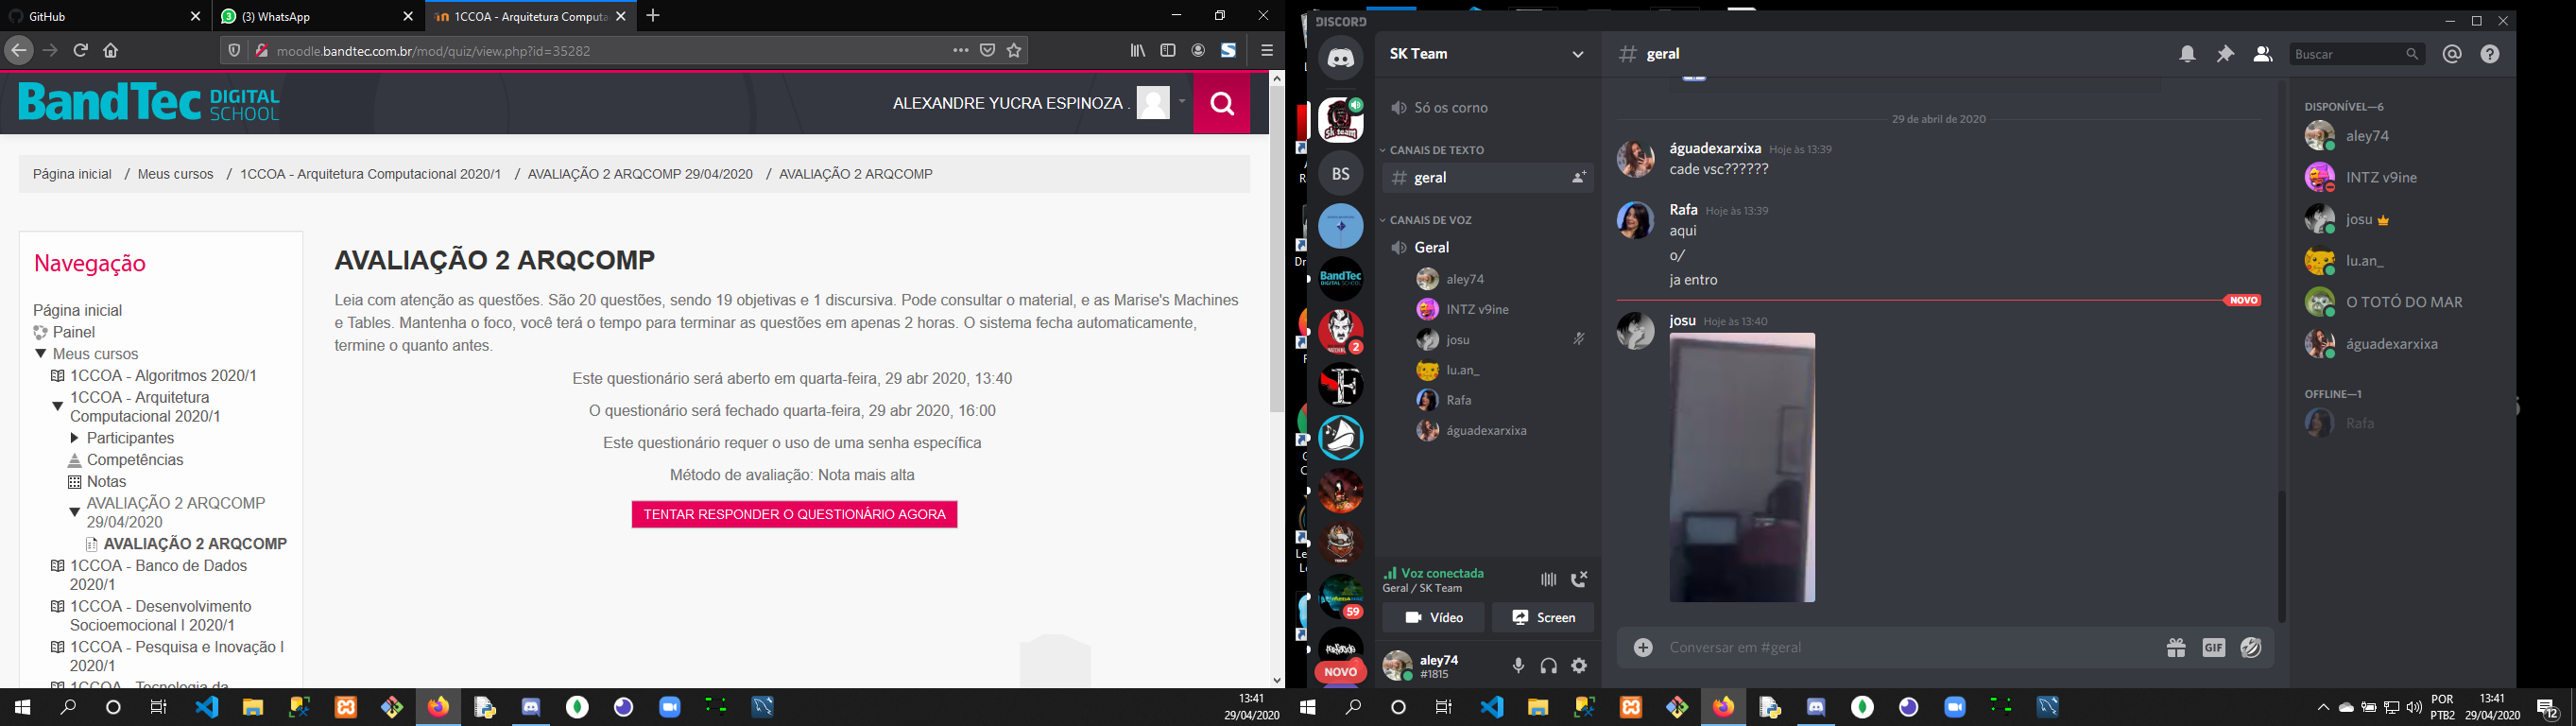 GitHub
(3) WhatsApp
1CCOA - Arquitetura Computa
moodle.bandtec.com.br/mod/quiz/view.php?id=35282
BandTec DIGITAL SCHOOL
ALEXANDRE YUCRA ESPINOZA .
Página inicial / Meus cursos / 1CCOA - Arquitetura Computacional 2020/1 / AVALIAÇÃO 2 ARQCOMP 29/04/2020 / AVALIAÇÃO 2 ARQCOMP
Navegação
Página inicial
Painel
Meus cursos
1CCOA - Algoritmos 2020/1
1CCOA - Arquitetura
Computacional 2020/1
Participantes
Competências
Notas
AVALIAÇÃO 2 ARQCOMP
29/04/2020
AVALIAÇÃO 2 ARQCOMP
1CCOA - Banco de Dados
2020/1
1CCOA - Desenvolvimento
Socioemocional I 2020/1
1CCOA - Pesquisa e Inovação I
2020/1
1CCOA - Tecnologia da
AVALIAÇÃO 2 ARQCOMP
Leia com atenção as questões. São 20 questões, sendo 19 objetivas e 1 discursiva. Pode consultar o material, e as Marise's Machines
e Tables. Mantenha o foco, você terá o tempo para terminar as questões em apenas 2 horas. O sistema fecha automaticamente,
termine o quanto antes.
Este questionário será aberto em quarta-feira, 29 abr 2020, 13:40
O questionário será fechado quarta-feira, 29 abr 2020, 16:00
Este questionário requer o uso de uma senha específica
Método de avaliação: Nota mais alta
TENTAR RESPONDER O QUESTIONÁRIO AGORA
13:41
29/04/2020
DISCORD
Sk team
BS
BandTec
DIGITAL SCHOOL
2
59
NOVO
SK Team
Só os corno
CANAIS DE TEXTO
# geral
CANAIS DE VOZ
Geral
aley74
INTZ v9ine
josu
lu.an_
Rafa
águadexarxixa
Voz conectada
Geral / SK Team
Vídeo
Screen
aley74
#1815
# geral
Buscar
29 de abril de 2020
águadexarxixa Hoje às 13:39
cade vsc??????
Rafa Hoje às 13:39
aqui
o/
ja entro
NOVO
josu Hoje às 13:40
Conversar em #geral
GIF
DISPONÍVEL—6
aley74
INTZ v9ine
josu
lu.an_
O TOTÓ DO MAR
águadexarxixa
OFFLINE—1
Rafa
POR
PTB2
13:41
29/04/2020
12